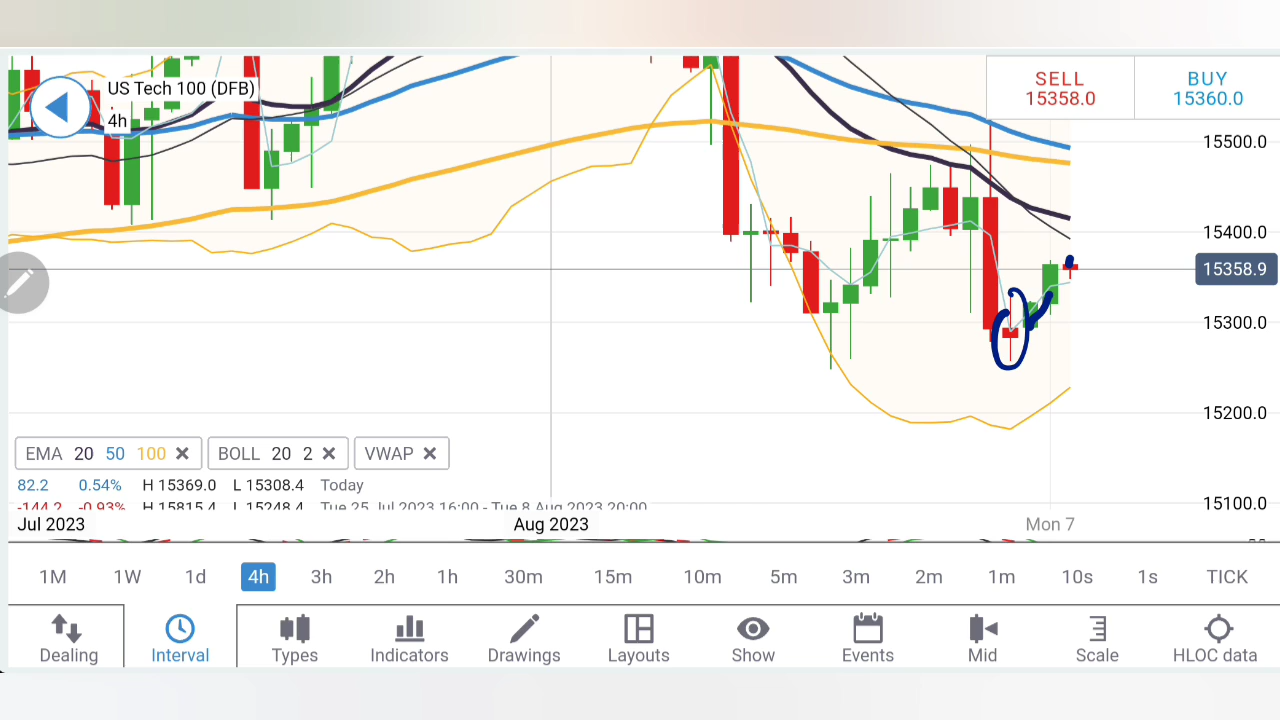 US Tech 100 (DFB)
4h
SELL
15358.0
BUY
15360.0
15500.0
15400.0
15358.9
15300.0
15200.0
15100.0
EMA 20 50 100 ×
BOLL 20 2 ×
VWAP ×
82.2 0.54% H 15369.0 L 15308.4 Today
-144.2 -0.93% H 15815.4 L 15248.4 Tue 25 Jul 2023 16:00 - Tue 8 Aug 2023 20:00
Jul 2023 Aug 2023 Mon 7
1M 1W 1d 4h 3h 2h 1h 30m 15m 10m 5m 3m 2m 1m 10s 1s TICK
Dealing Interval Types Indicators Drawings Layouts Show Events Mid Scale HLOC data